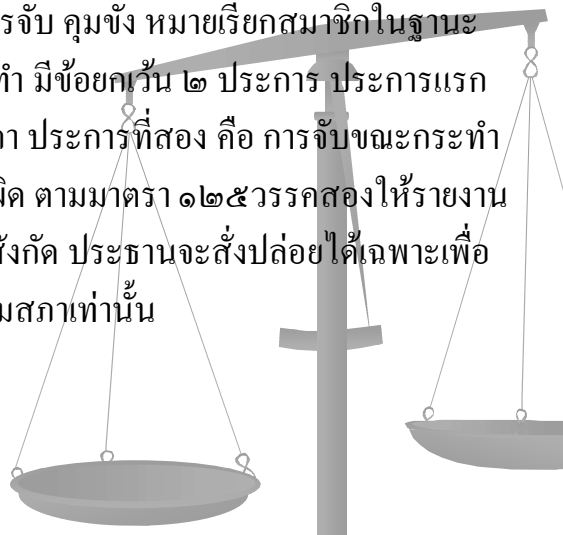 รจับ คุมขัง หมายเรียกสมาชิกในฐานะ
ทำ มีข้อยกเว้น ๒ ประการ ประการแรก
ประการที่สอง คือ การจับขณะกระทำ
ผิด ตามมาตรา ๑๒๕วรรคสองให้รายงาน
สังกัด ประธานจะสั่งปล่อยได้เฉพาะเพื่อ
มสภาเท่านั้น